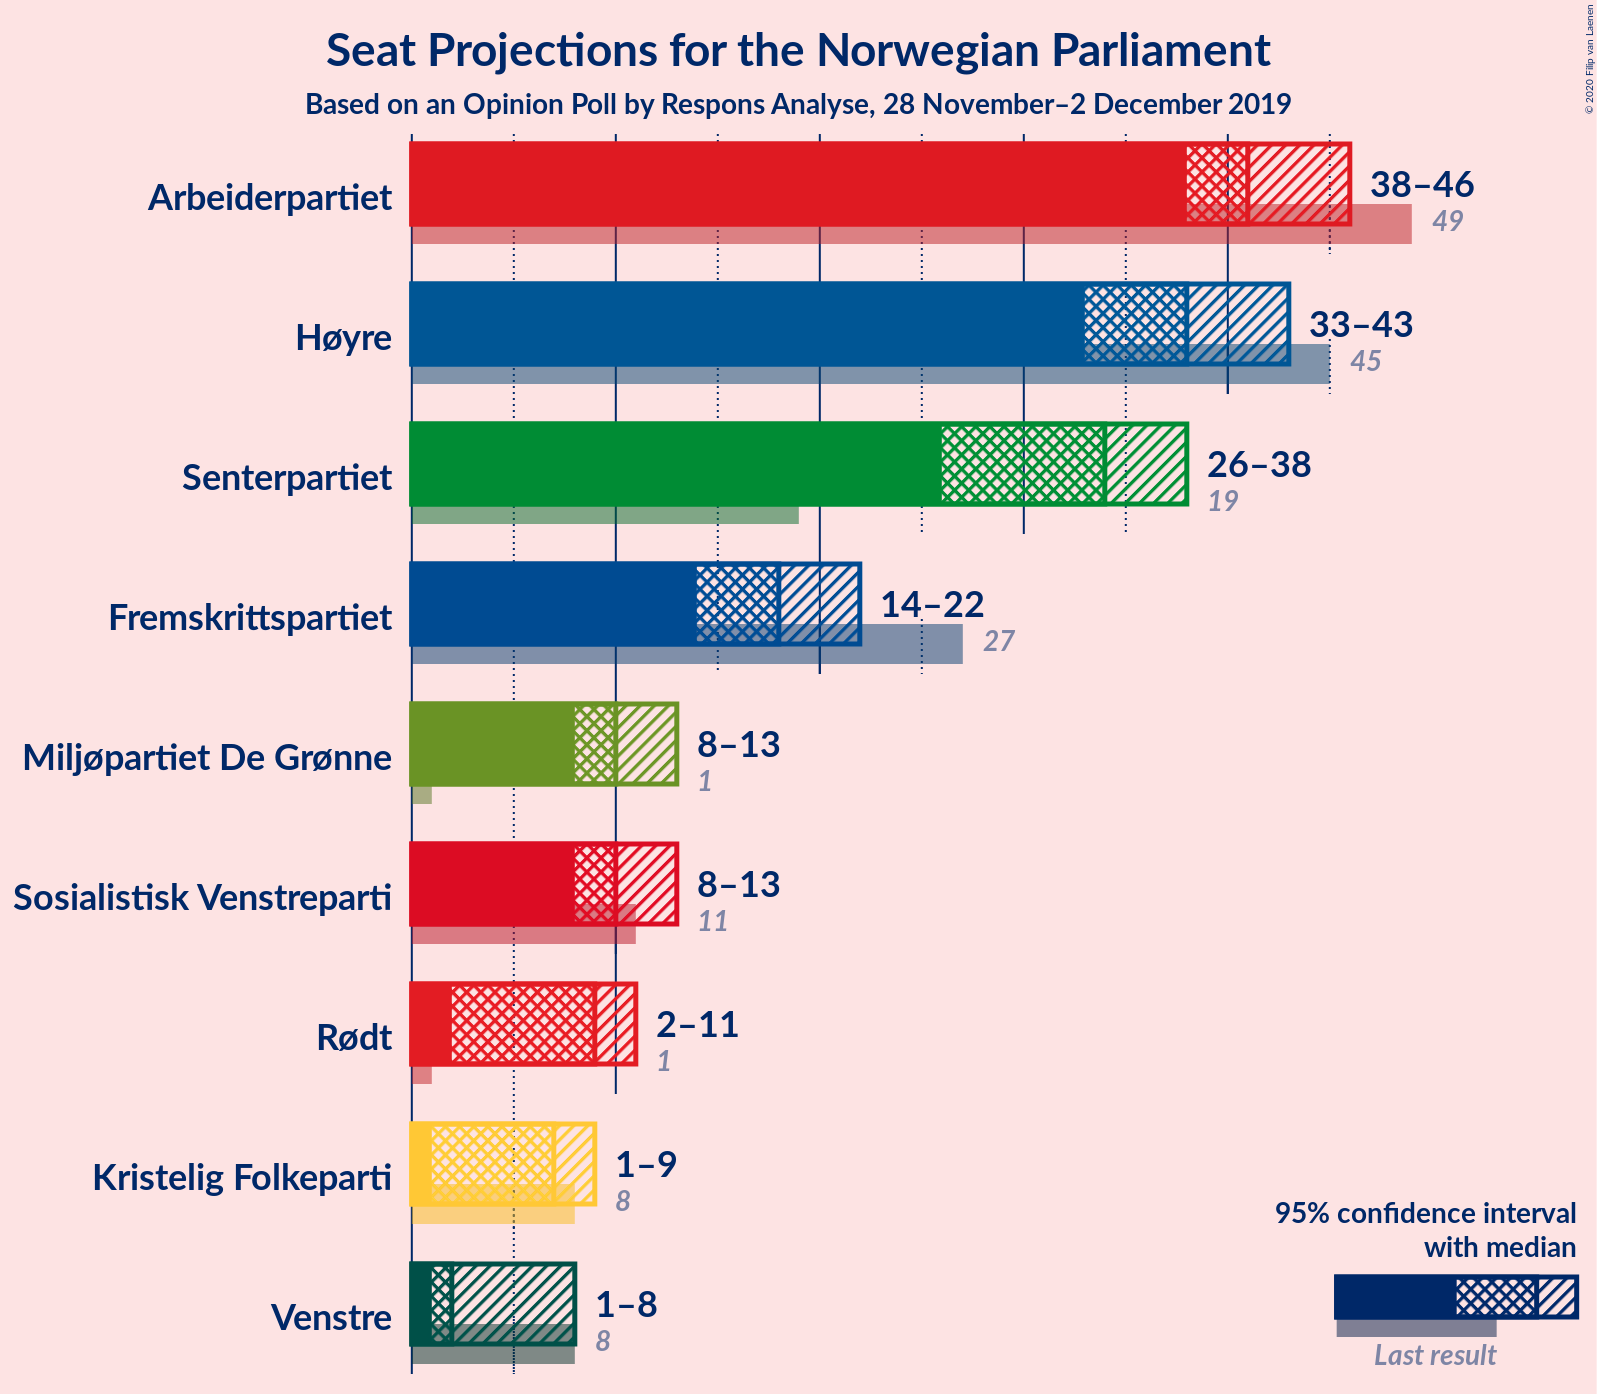 Seat Projections for the Norwegian Parliament
Based on an Opinion Poll by Respons Analyse, 28 November–2 December 2019
© 2020 Filip van Laenen
Arbeiderpartiet
38–46
49
Høyre
33–43
45
Senterpartiet
26–38
19
Fremskrittspartiet
14–22
27
Miljøpartiet De Grønne
8–13
1
Sosialistisk Venstreparti
8–13
11
Rødt
2–11
1
Kristelig Folkeparti
1–9
8
Venstre
1–8
8
95% confidence interval
with median
Last result